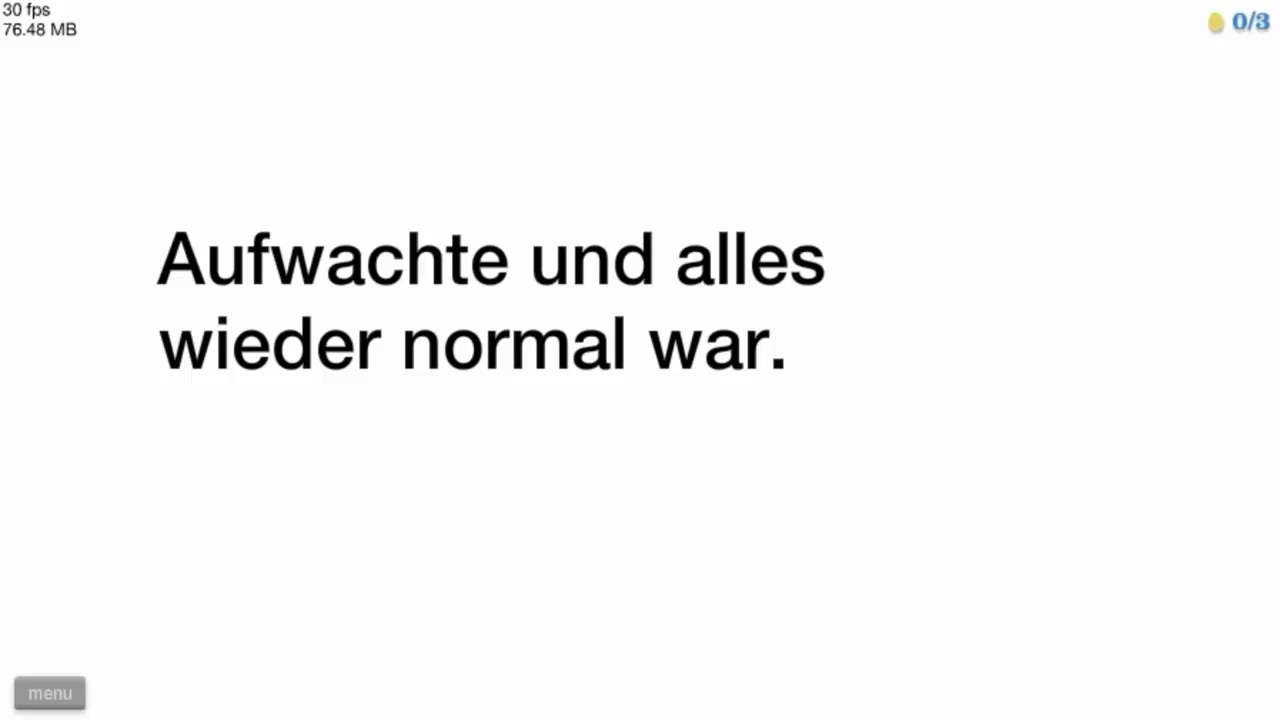 30 fps
76.48 MB
0/3
Aufwachte und alles
wieder normal war.
menu